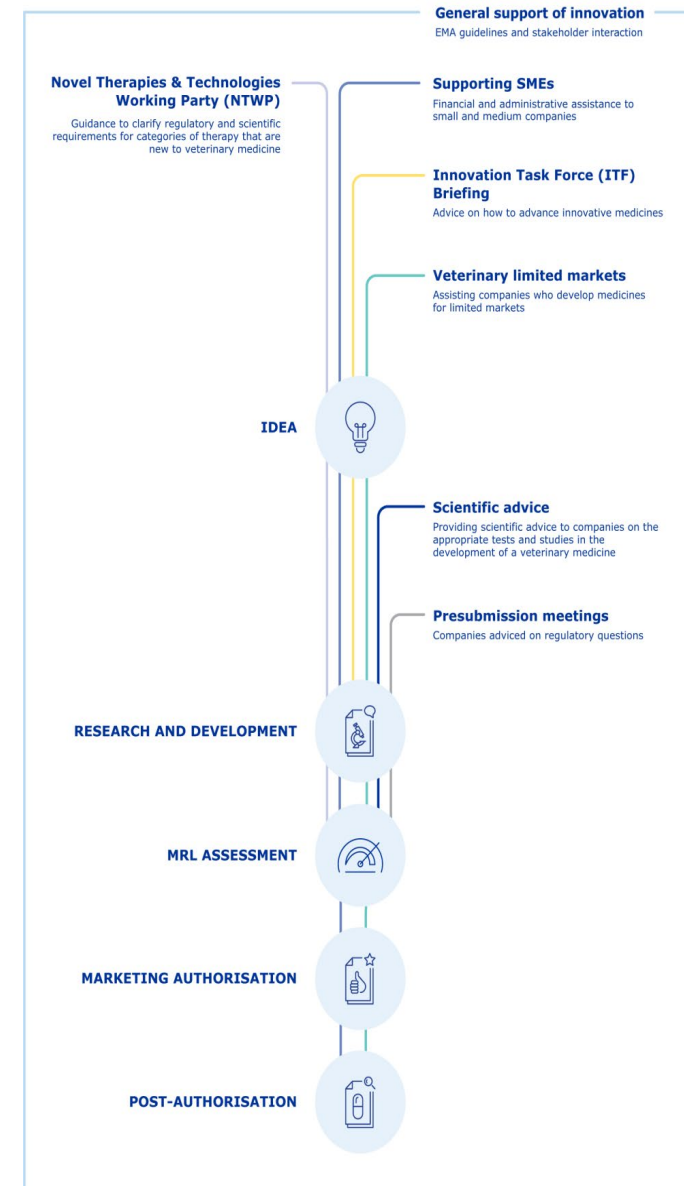 General support of innovation
EMA guidelines and stakeholder interaction
Novel Therapies & Technologies
Working Party (NTWP)
Guidance to clarify regulatory and scientific
requirements for categories of therapy that are
new to veterinary medicine
Supporting SMEs
Financial and administrative assistance to
small and medium companies
Innovation Task Force (ITF)
Briefing
Advice on how to advance innovative medicines
Veterinary limited markets
Assisting companies who develop medicines
for limited markets
IDEA
Scientific advice
Providing scientific advice to companies on the
appropriate tests and studies in the
development of a veterinary medicine
Presubmission meetings
Companies adviced on regulatory questions
RESEARCH AND DEVELOPMENT
MRL ASSESSMENT
MARKETING AUTHORISATION
POST-AUTHORISATION